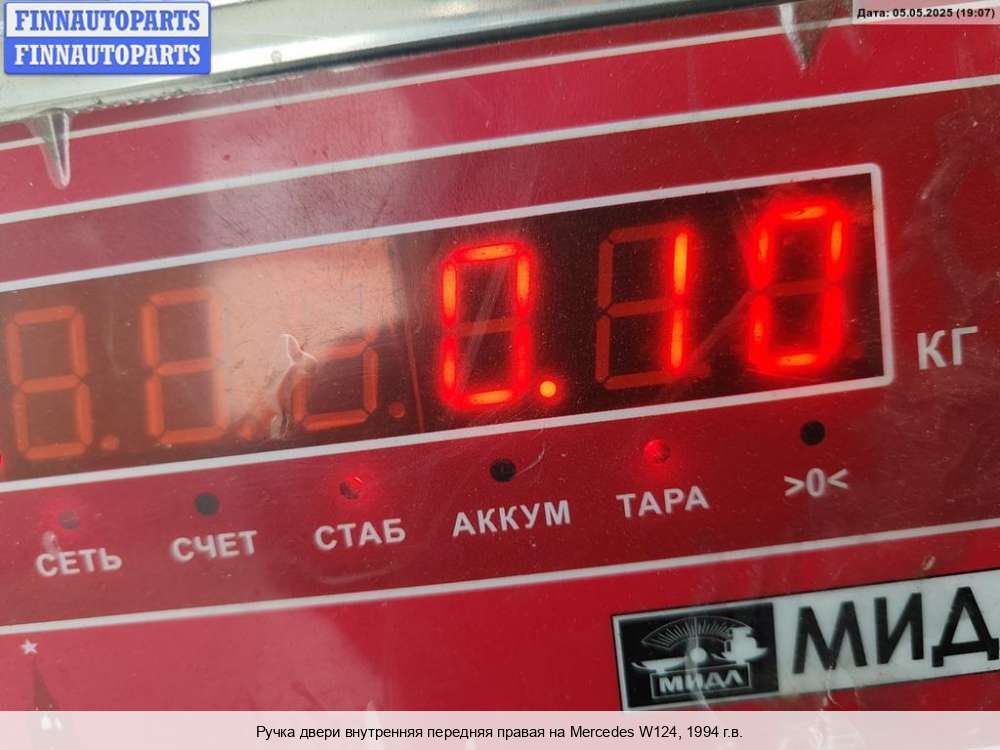 FINNAUTOPARTS
FINNAUTOPARTS
Дата: 05.05.2025 (19:07)
0.10
КГ
СЕТЬ СЧЕТ СТАБ АККУМ ТАРА >0<
МИДЛ
МИД
Ручка двери внутренняя передняя правая на Mercedes W124, 1994 г.в.